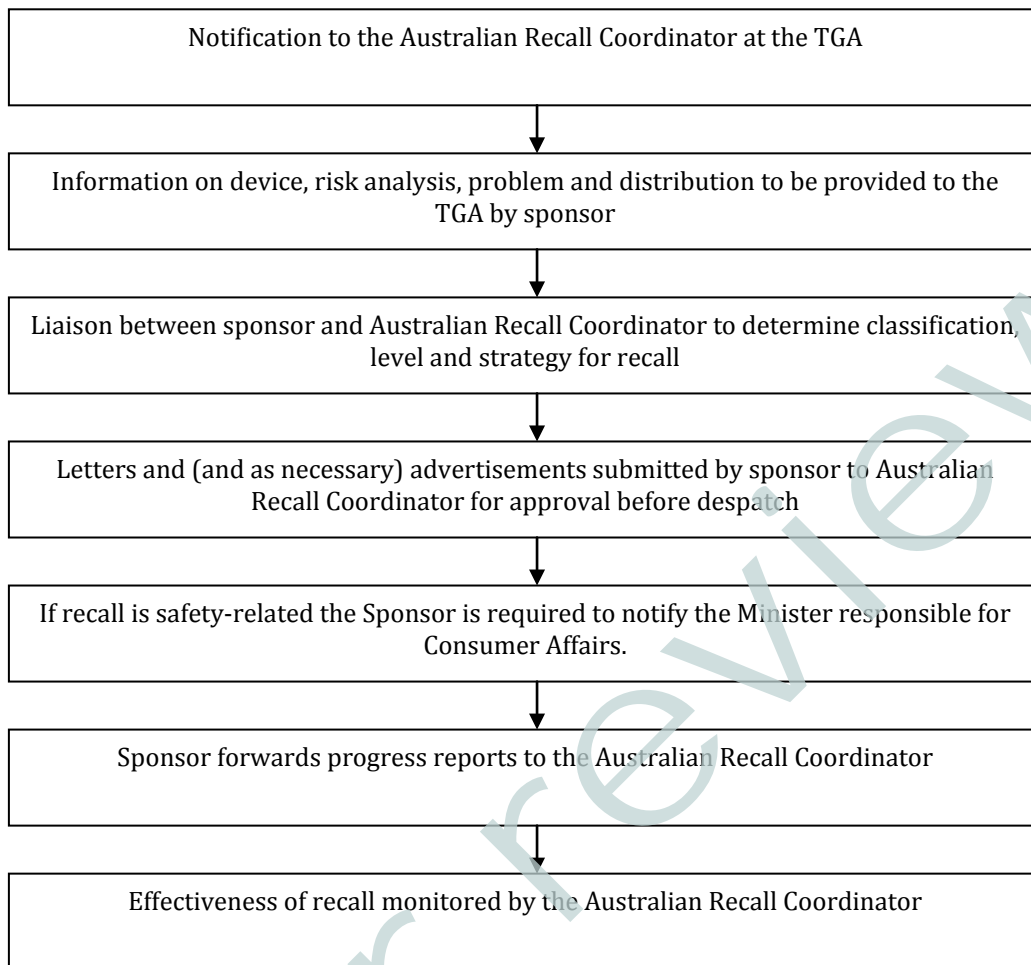 Notification to the Australian Recall Coordinator at the TGA
Information on device, risk analysis, problem and distribution to be provided to the
TGA by sponsor
Liaison between sponsor and Australian Recall Coordinator to determine classification,
level and strategy for recall
Letters and (and as necessary) advertisements submitted by sponsor to Australian
Recall Coordinator for approval before despatch
If recall is safety-related the Sponsor is required to notify the Minister responsible for
Consumer Affairs.
Sponsor forwards progress reports to the Australian Recall Coordinator
Effectiveness of recall monitored by the Australian Recall Coordinator
r review